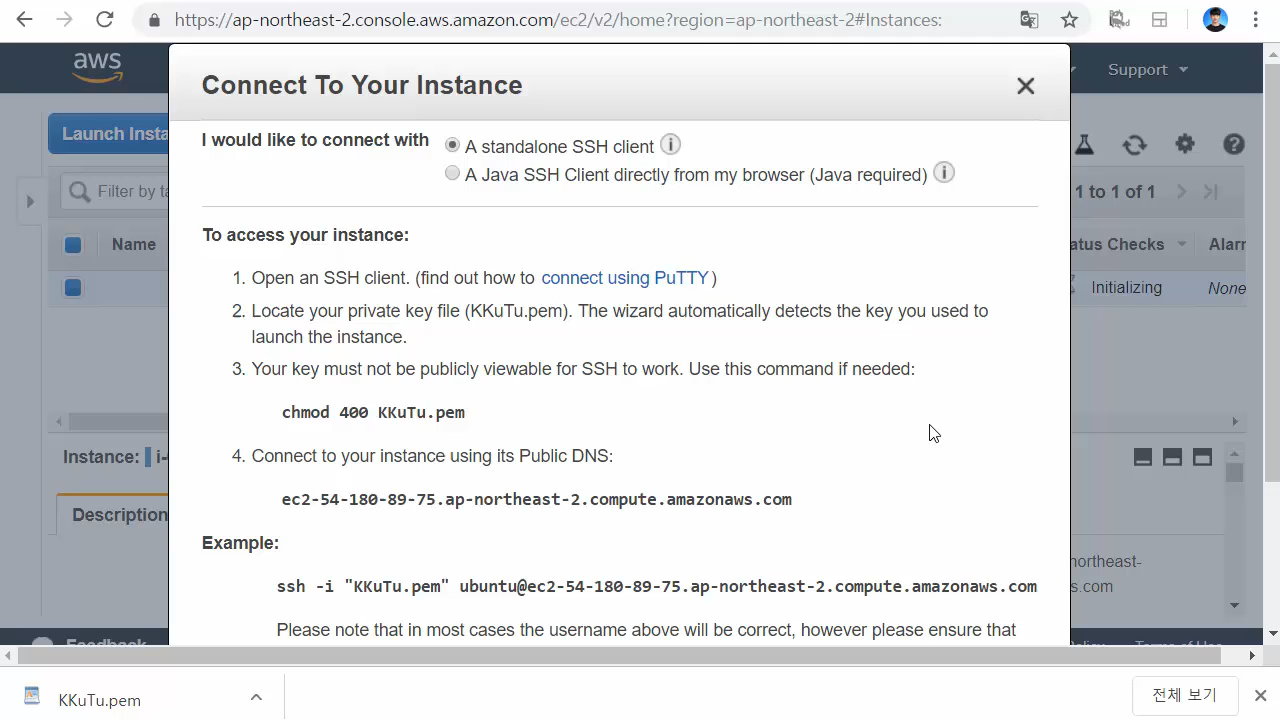 https://ap-northeast-2.console.aws.amazon.com/ec2/v2/home?region=ap-northeast-2#Instances:
aws
Support
Connect To Your Instance
Launch Insta
I would like to connect with
A standalone SSH client
A Java SSH Client directly from my browser (Java required)
Filter by ta
1 to 1 of 1
Name
atus Checks
Alarm
Initializing
None
To access your instance:
1. Open an SSH client. (find out how to connect using PuTTY )
2. Locate your private key file (KKuTu.pem). The wizard automatically detects the key you used to
launch the instance.
3. Your key must not be publicly viewable for SSH to work. Use this command if needed:
chmod 400 KKuTu.pem
4. Connect to your instance using its Public DNS:
ec2-54-180-89-75.ap-northeast-2.compute.amazonaws.com
Instance:
Description
Example:
ssh -i "KKuTu.pem" ubuntu@ec2-54-180-89-75.ap-northeast-2.compute.amazonaws.com
northeast-
s.com
Please note that in most cases the username above will be correct, however please ensure that
Feedback
Terms of Use
KKuTu.pem
전체 보기